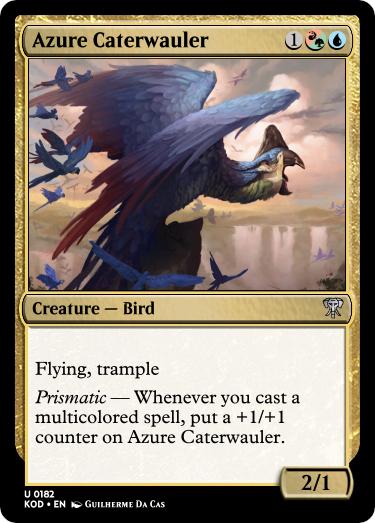 Azure Caterwauler 1
Creature — Bird
Flying, trample
Prismatic — Whenever you cast a
multicolored spell, put a +1/+1
counter on Azure Caterwauler.
2/1
U 0182
KOD • EN Guilherme Da Cas